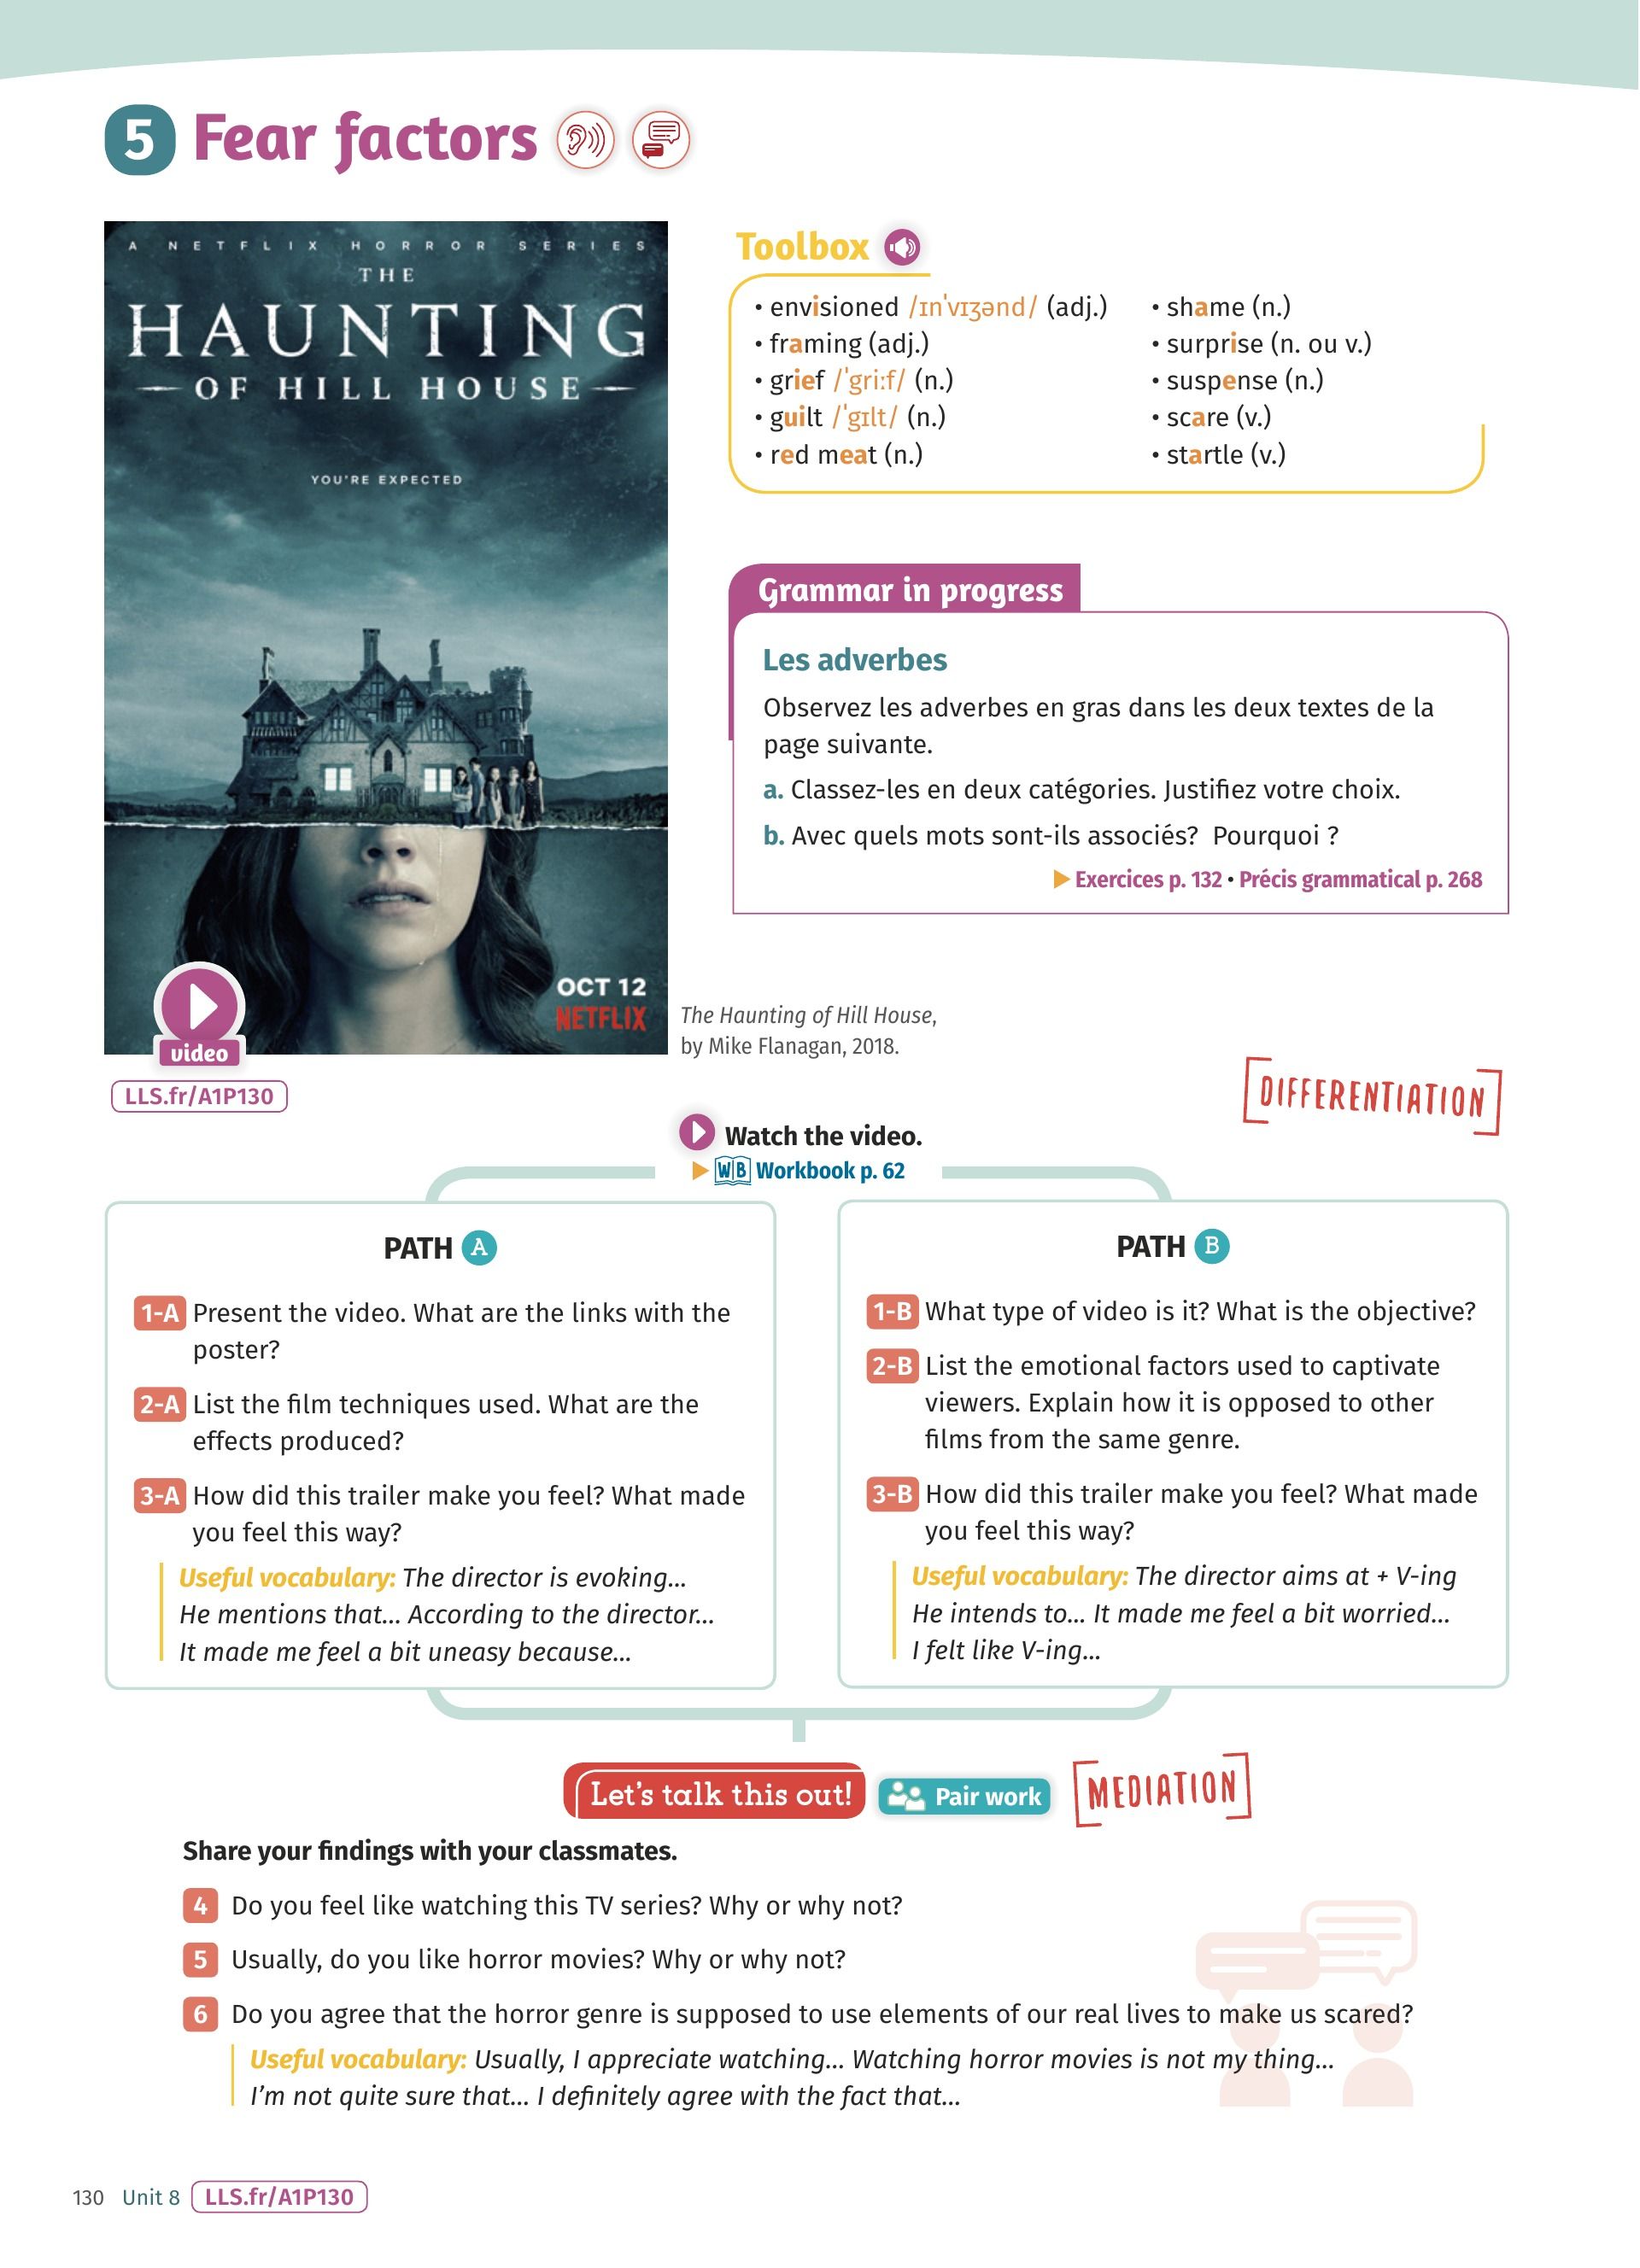 5 Fear factors
A NETFLIX HORROR SERIES
THE
HAUNTING
OF HILL HOUSE
YOU'RE EXPECTED
OCT 12
NETFLIX
video
LLS.fr/A1P130
The Haunting of Hill House,
by Mike Flanagan, 2018.
Toolbox
• envisioned /ɪnˈvɪʒənd/ (adj.)
• framing (adj.)
• grief /ˈgriːf/ (n.)
• guilt /ˈgɪlt/ (n.)
• red meat (n.)
• shame (n.)
• surprise (n. ou v.)
• suspense (n.)
• scare (v.)
• startle (v.)
Grammar in progress
Les adverbes
Observez les adverbes en gras dans les deux textes de la
page suivante.
a. Classez-les en deux catégories. Justifiez votre choix.
b. Avec quels mots sont-ils associés? Pourquoi ?
Exercices p. 132 • Précis grammatical p. 268
DIFFERENTIATION
Watch the video.
WB Workbook p. 62
PATH A
1-A Present the video. What are the links with the
poster?
2-A List the film techniques used. What are the
effects produced?
3-A How did this trailer make you feel? What made
you feel this way?
Useful vocabulary: The director is evoking...
He mentions that... According to the director...
It made me feel a bit uneasy because...
PATH B
1-B What type of video is it? What is the objective?
2-B List the emotional factors used to captivate
viewers. Explain how it is opposed to other
films from the same genre.
3-B How did this trailer make you feel? What made
you feel this way?
Useful vocabulary: The director aims at + V-ing
He intends to... It made me feel a bit worried...
I felt like V-ing...
Let's talk this out! Pair work MEDIATION
Share your findings with your classmates.
4 Do you feel like watching this TV series? Why or why not?
5 Usually, do you like horror movies? Why or why not?
6 Do you agree that the horror genre is supposed to use elements of our real lives to make us scared?
Useful vocabulary: Usually, I appreciate watching... Watching horror movies is not my thing...
I'm not quite sure that... I definitely agree with the fact that...
130 Unit 8 LLS.fr/A1P130